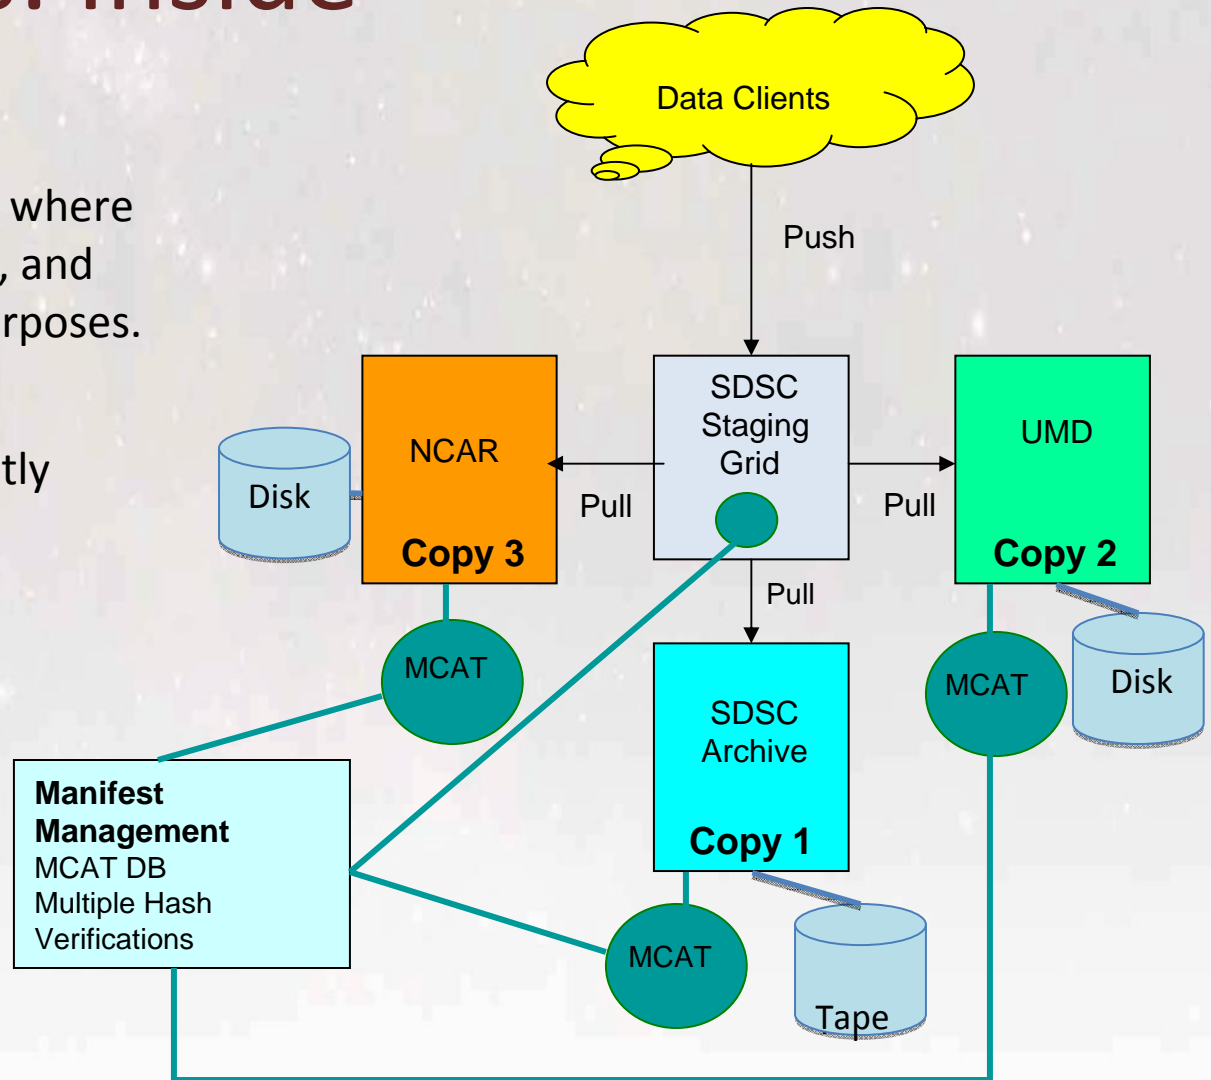 Inside
Data Clients
where
, and
Push
rposes.
SDSC
Staging
Grid
NCAR
UMD
tly
Disk
Pull
Pull
Copy 3
Copy 2
Pull
MCAT
MCAT
Disk
SDSC
Archive
Manifest
Management
MCAT DB
Multiple Hash
Verifications
Copy 1
MCAT
Tape